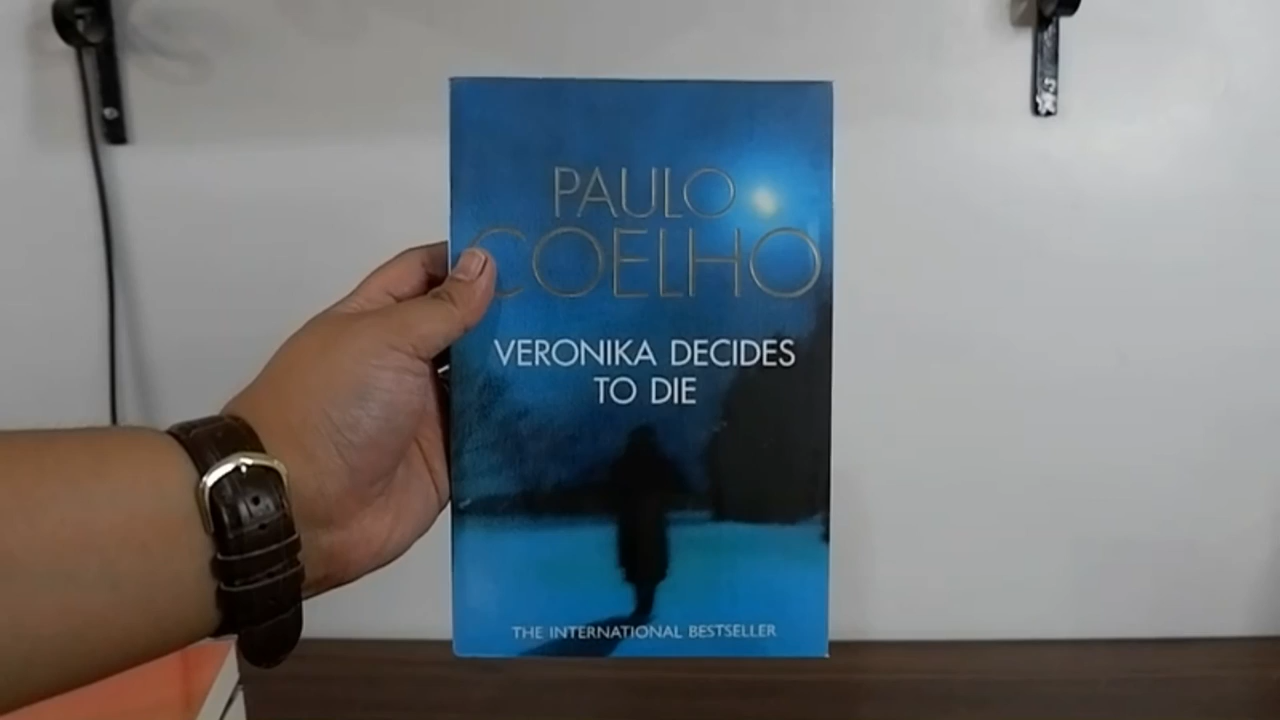 PAULO
COELHO
VERONIKA DECIDES
TO DIE
THE INTERNATIONAL BESTSELLER